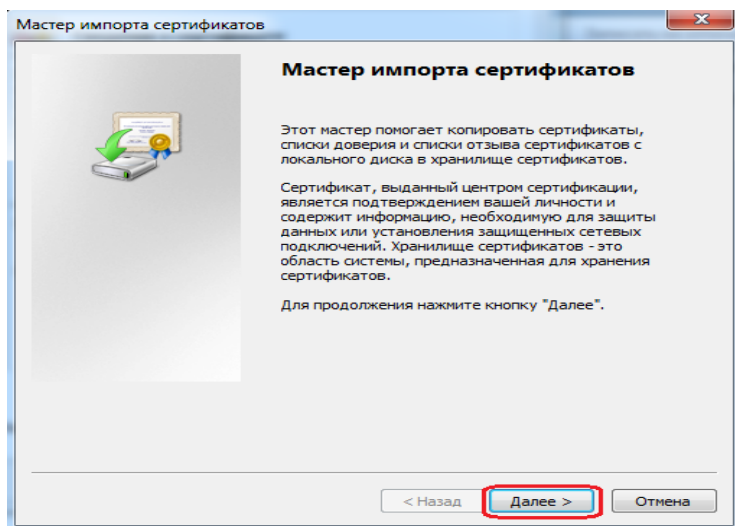 Мастер импорта сертификатов
Мастер импорта сертификатов
Этот мастер помогает копировать сертификаты,
списки доверия и списки отзыва сертификатов с
локального диска в хранилище сертификатов.
Сертификат, выданный центром сертификации,
является подтверждением вашей личности и
содержит информацию, необходимую для защиты
данных или установления защищенных сетевых
подключений. Хранилище сертификатов - это
область системы, предназначенная для хранения
сертификатов.
Для продолжения нажмите кнопку "Далее".
< Назад Далее > Отмена